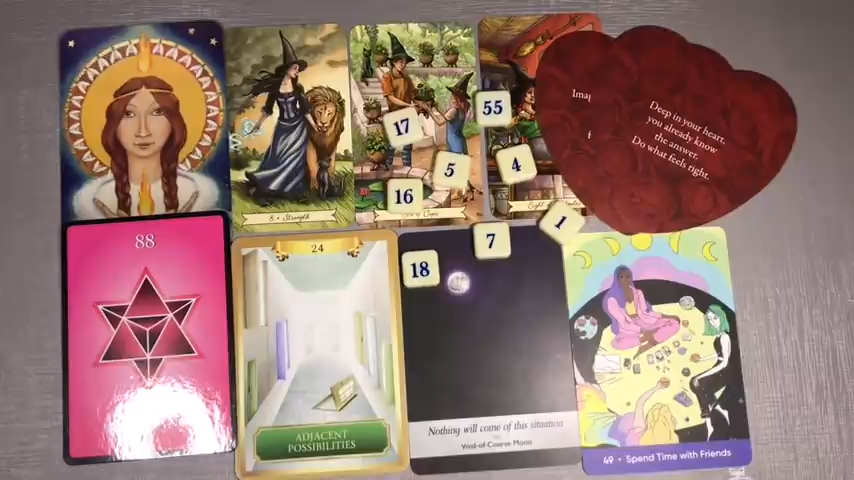 8 • Strength
17
5
16
Cups
55
4
Eight
1
7
18
Deep in your heart,
you already know
the answer.
Do what feels right.
88
24
ADJACENT
POSSIBILITIES
Nothing will come of this situation
Void-of-Course Moon
49 • Spend Time with Friends